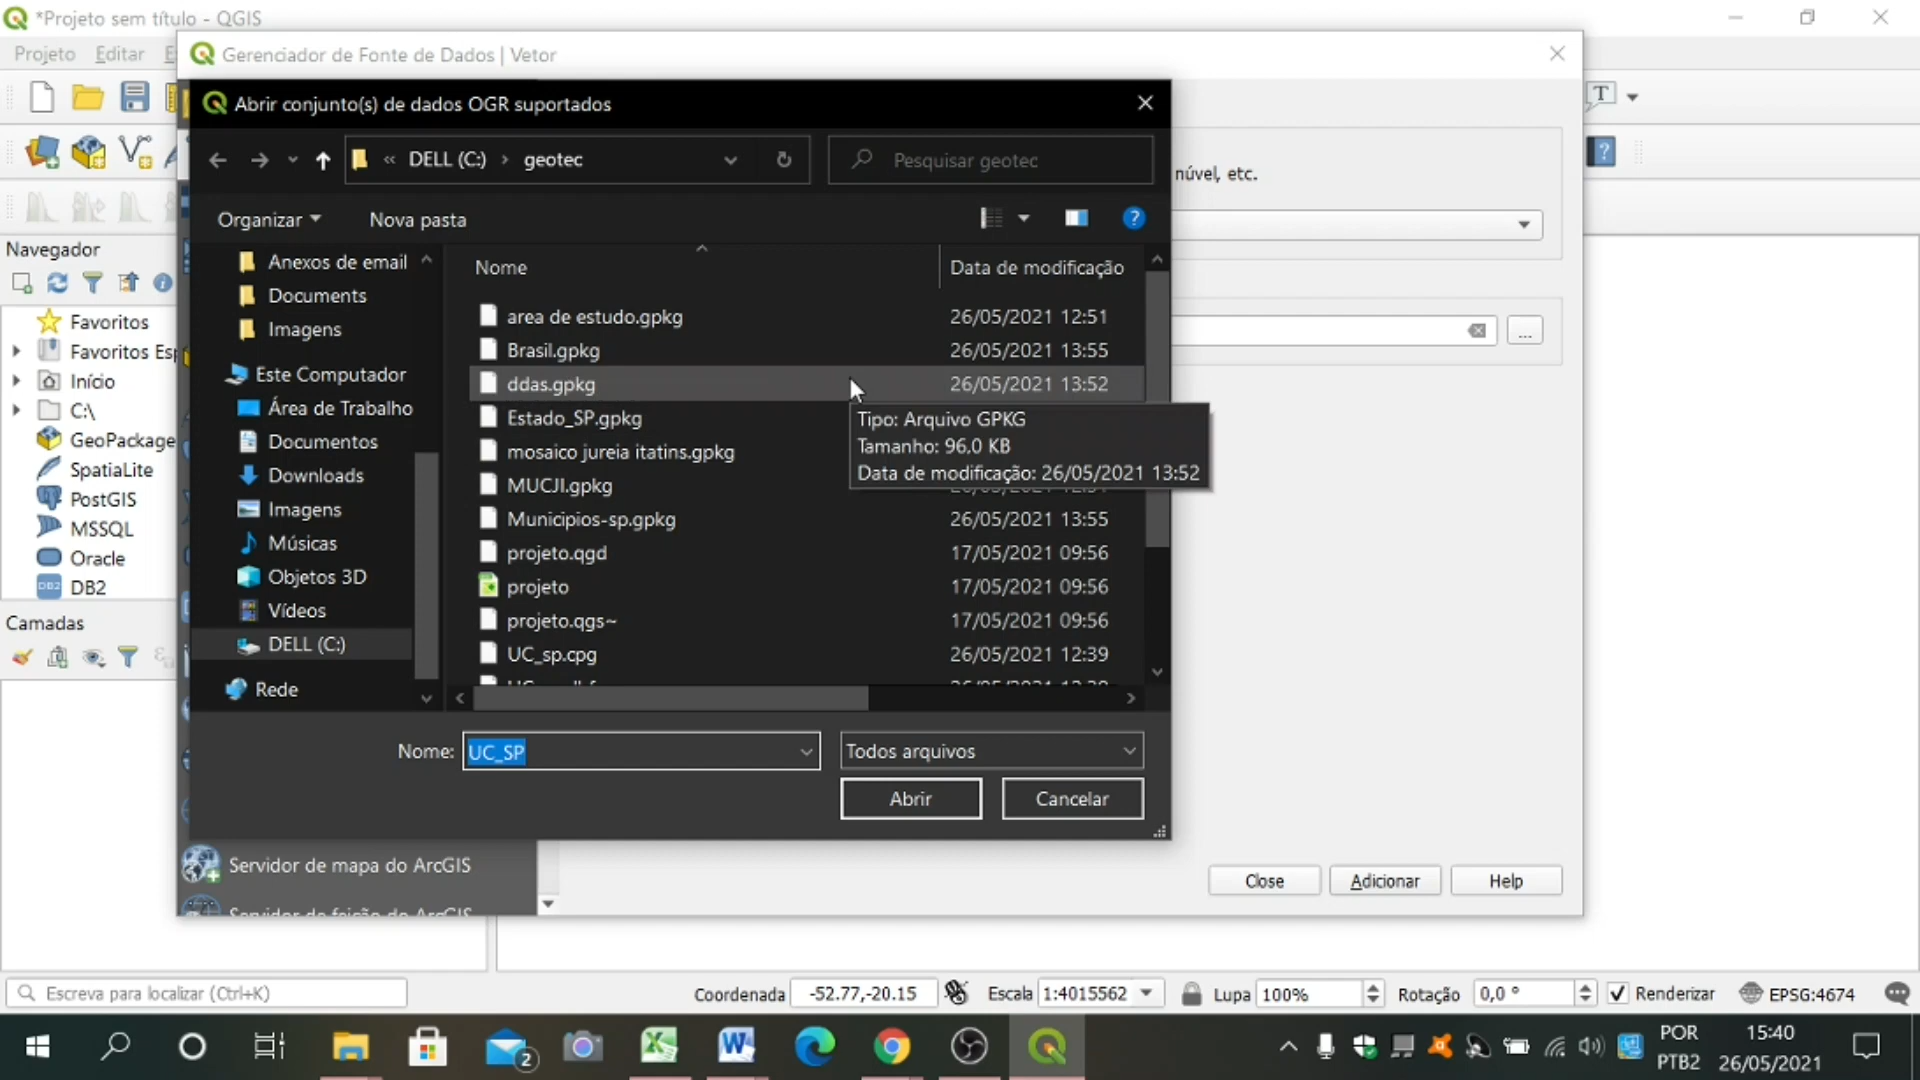 *Projeto sem título - QGIS
Projeto Editar
Gerenciador de Fonte de Dados | Vetor
Abrir conjunto(s) de dados OGR suportados
« DELL (C:) › geotec
Pesquisar geotec
núvel, etc.
Organizar
Nova pasta
Navegador
Favoritos
Início
C:\
GeoPackage
SpatiaLite
PostGIS
MSSQL
Oracle
DB2
Camadas
Anexos de email
Documents
Imagens
Este Computador
Área de Trabalho
Documentos
Downloads
Imagens
Músicas
Objetos 3D
Vídeos
DELL (C:)
Rede
Nome Data de modificação
area de estudo.gpkg 26/05/2021 12:51
Brasil.gpkg 26/05/2021 13:55
ddas.gpkg 26/05/2021 13:52
Estado_SP.gpkg
mosaico jureia itatins.gpkg
MUCJI.gpkg
Municipios-sp.gpkg 26/05/2021 13:55
projeto.qgd 17/05/2021 09:56
projeto 17/05/2021 09:56
projeto.qgs~ 17/05/2021 09:56
UC_sp.cpg 26/05/2021 12:39
Tipo: Arquivo GPKG
Tamanho: 96,0 KB
Data de modificação: 26/05/2021 13:52
...
Nome: UC_SP
Todos arquivos
Abrir
Cancelar
Servidor de mapa do ArcGIS
Servidor de feição do ArcGIS
Close
Adicionar
Help
Escreva para localizar (Ctrl+K)
Coordenada -52.77,-20.15
Escala 1:4015562
Lupa 100%
Rotação 0,0 °
Renderizar
EPSG:4674
2
POR
PTB2
15:40
26/05/2021